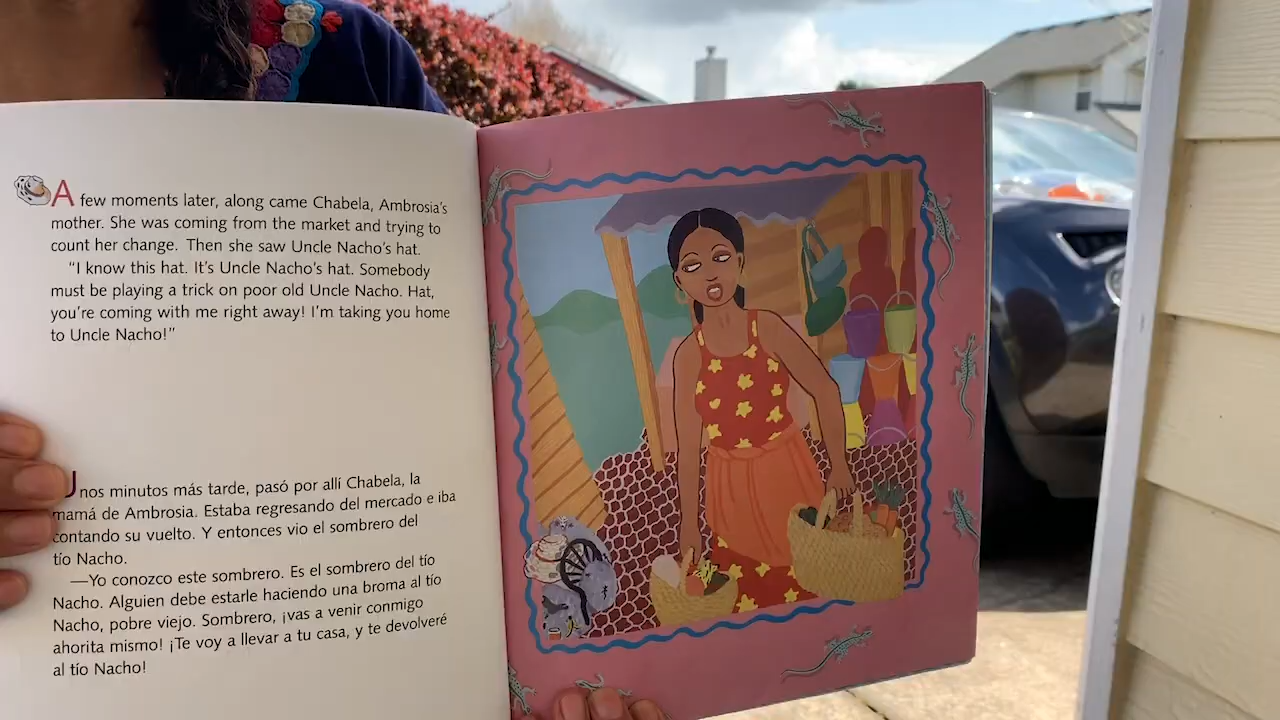 A few moments later, along came Chabela, Ambrosia's
mother. She was coming from the market and trying to
count her change. Then she saw Uncle Nacho's hat.
"I know this hat. It's Uncle Nacho's hat. Somebody
must be playing a trick on poor old Uncle Nacho. Hat,
you're coming with me right away! I'm taking you home
to Uncle Nacho!"
Unos minutos más tarde, pasó por allí Chabela, la
mamá de Ambrosia. Estaba regresando del mercado e iba
contando su vuelto. Y entonces vio el sombrero del
tío Nacho.
—Yo conozco este sombrero. Es el sombrero del tío
Nacho. Alguien debe estarle haciendo una broma al tío
Nacho, pobre viejo. Sombrero, ¡vas a venir conmigo
ahorita mismo! ¡Te voy a llevar a tu casa, y te devolveré
al tío Nacho!